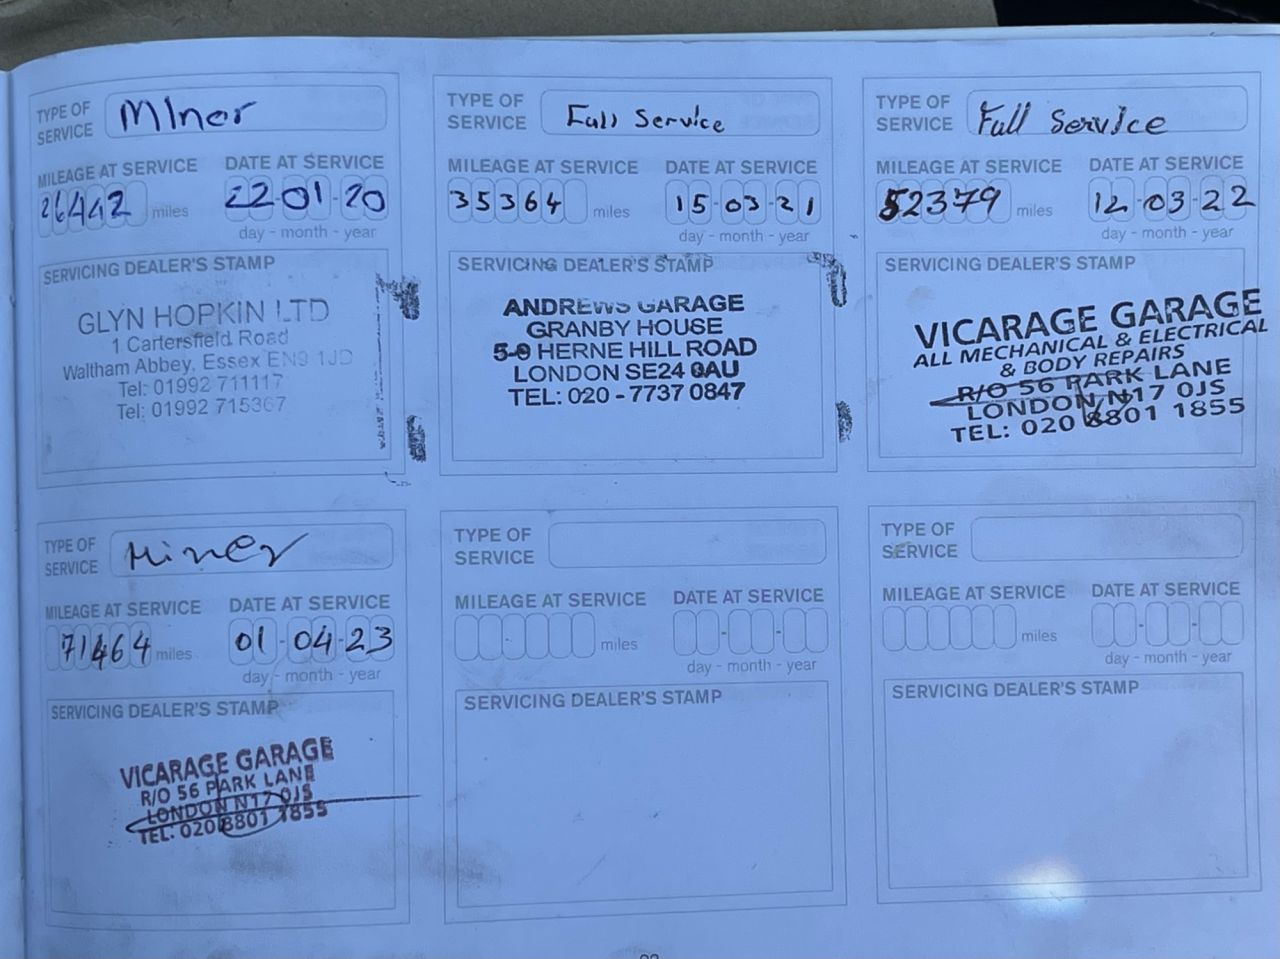 TYPE OF SERVICE Minor
MILEAGE AT SERVICE DATE AT SERVICE
26442 miles 22-01-20
day - month - year
SERVICING DEALER'S STAMP
GLYN HOPKIN LTD
1 Cartersfield Road
Waltham Abbey, Essex EN9 1JD
Tel: 01992 711117
Tel: 01992 715367
TYPE OF SERVICE Full Service
MILEAGE AT SERVICE DATE AT SERVICE
35364 miles 15-03-21
day - month - year
SERVICING DEALER'S STAMP
ANDREWS GARAGE
GRANBY HOUSE
5-9 HERNE HILL ROAD
LONDON SE24 0AU
TEL: 020 - 7737 0847
TYPE OF SERVICE Full Service
MILEAGE AT SERVICE DATE AT SERVICE
52379 miles 12-03-22
day - month - year
SERVICING DEALER'S STAMP
VICARAGE GARAGE
ALL MECHANICAL & ELECTRICAL
& BODY REPAIRS
R/O 56 PARK LANE
LONDON N17 0JS
TEL: 020 8801 1855
TYPE OF SERVICE Miner
MILEAGE AT SERVICE DATE AT SERVICE
71464 miles 01-04-23
day - month - year
SERVICING DEALER'S STAMP
VICARAGE GARAGE
R/O 56 PARK LANE
LONDON N17 0JS
TEL: 020 8801 1855
TYPE OF SERVICE
MILEAGE AT SERVICE DATE AT SERVICE
miles - -
day - month - year
SERVICING DEALER'S STAMP
TYPE OF SERVICE
MILEAGE AT SERVICE DATE AT SERVICE
miles - -
day - month - year
SERVICING DEALER'S STAMP